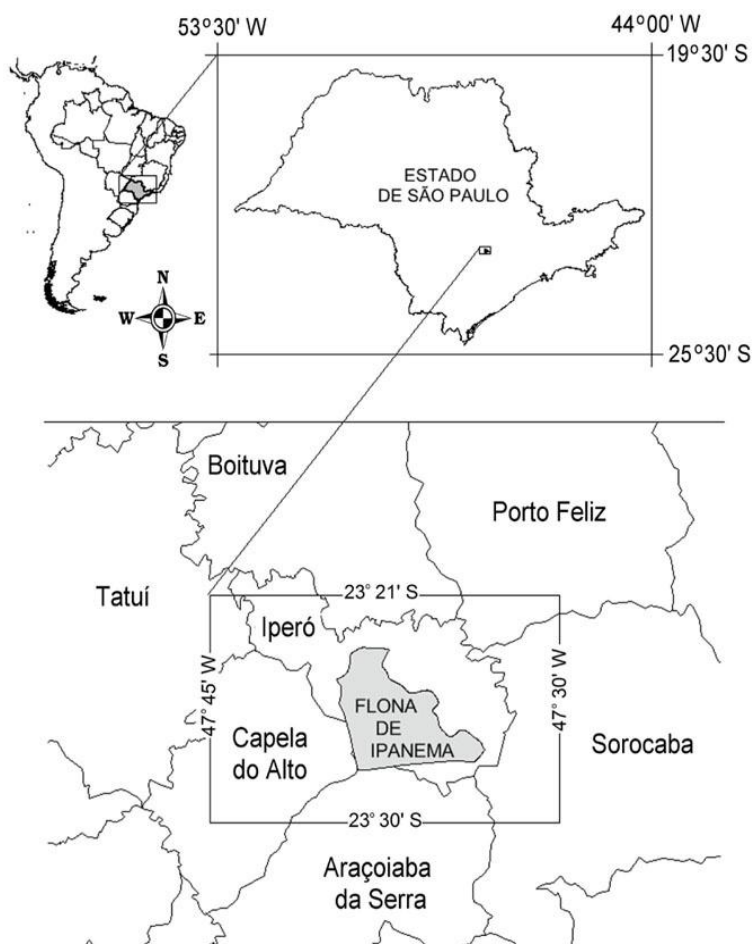 53°30' W
44°00' W
19°30' S
ESTADO
DE SÃO PAULO
N
W
E
S
25°30' S
Boituva
Porto Feliz
Tatuí
23° 21' S
Iperó
47° 45' W
47° 30' W
FLONA
DE
IPANEMA
Capela
do Alto
Sorocaba
23° 30' S
Araçoiaba
da Serra